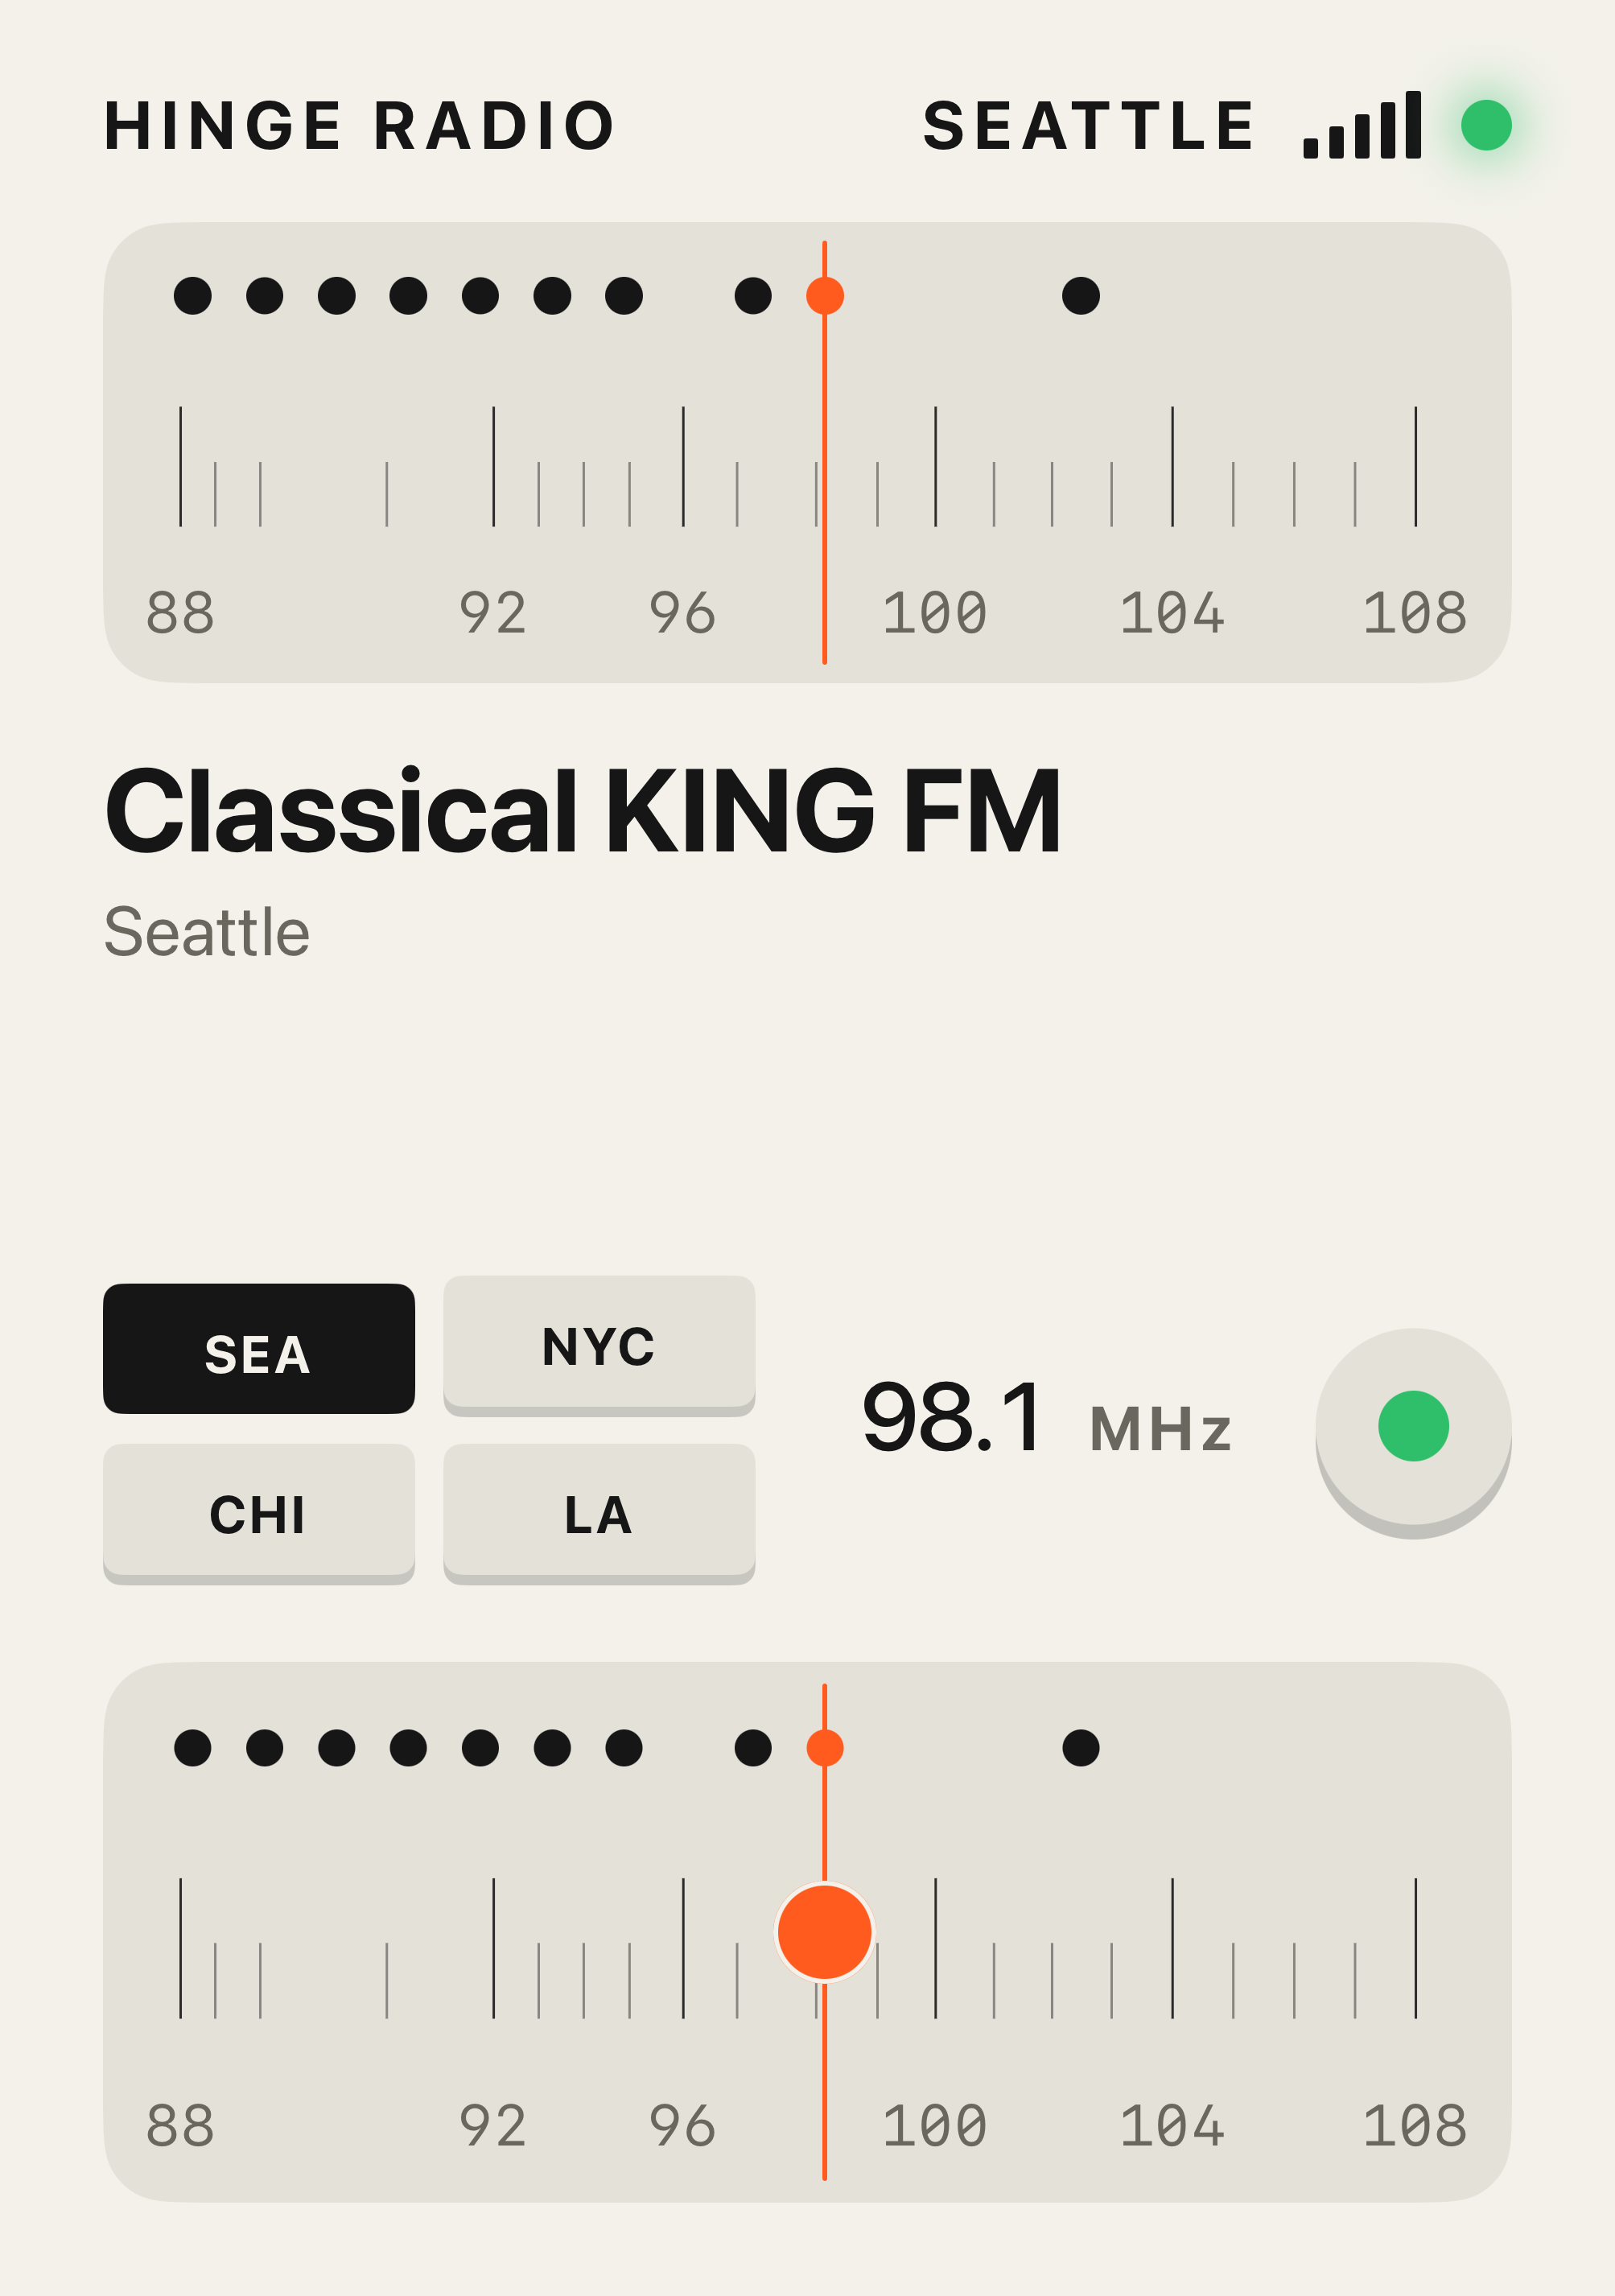 HINGE RADIO SEATTLE
88 92 96 100 104 108
Classical KING FM
Seattle
SEA NYC
98.1 MHz
CHI LA
88 92 96 100 104 108